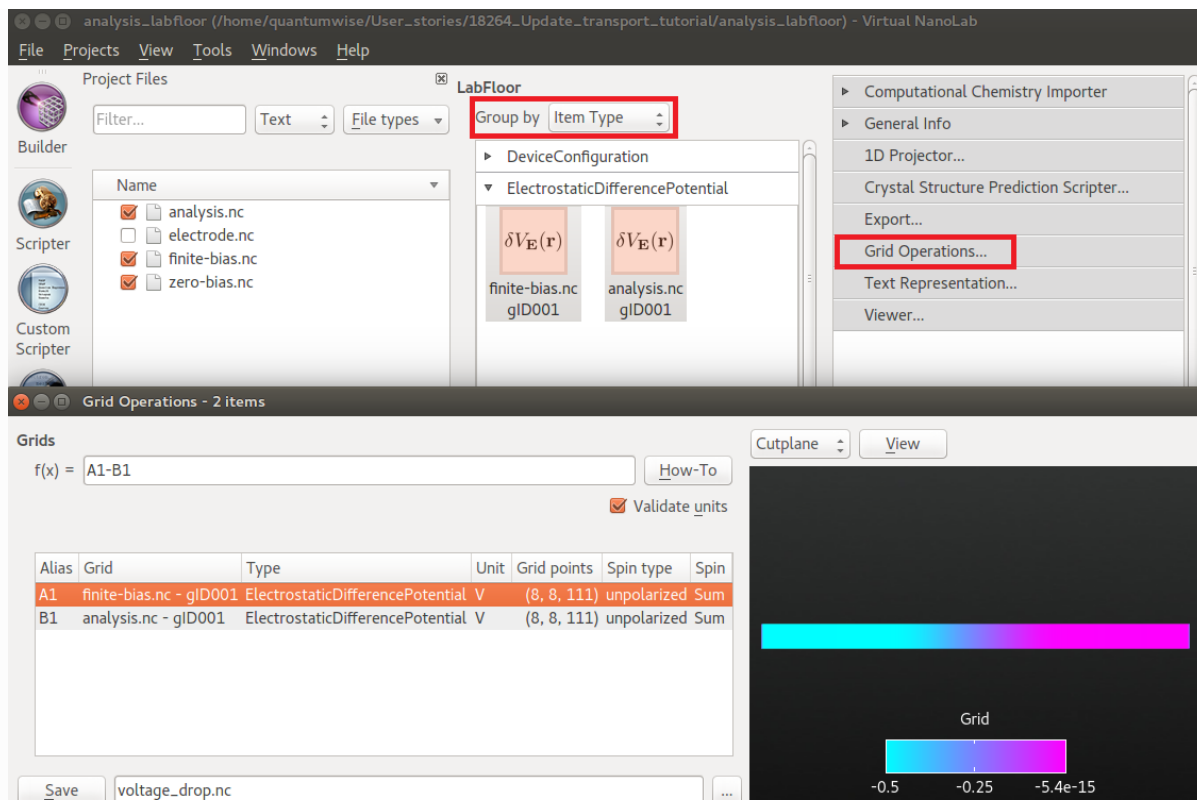 analysis_labfloor (/home/quantumwise/User_stories/18264_Update_transport_tutorial/analysis_labfloor) - Virtual NanoLab
File Projects View Tools Windows Help
Project Files
Filter...
Text
File types
Builder
Scripter
Custom
Scripter
Name
analysis.nc
electrode.nc
finite-bias.nc
zero-bias.nc
LabFloor
Group by Item Type
DeviceConfiguration
ElectrostaticDifferencePotential
δV_E(r) δV_E(r)
finite-bias.nc analysis.nc
gID001 gID001
Computational Chemistry Importer
General Info
1D Projector...
Crystal Structure Prediction Scripter...
Export...
Grid Operations...
Text Representation...
Viewer...
Grid Operations - 2 items
Grids
f(x) = A1-B1
How-To
Validate units
Alias Grid Type Unit Grid points Spin type Spin
A1 finite-bias.nc - gID001 ElectrostaticDifferencePotential V (8, 8, 111) unpolarized Sum
B1 analysis.nc - gID001 ElectrostaticDifferencePotential V (8, 8, 111) unpolarized Sum
Save voltage_drop.nc ...
Cutplane View
Grid
-0.5 -0.25 -5.4e-15